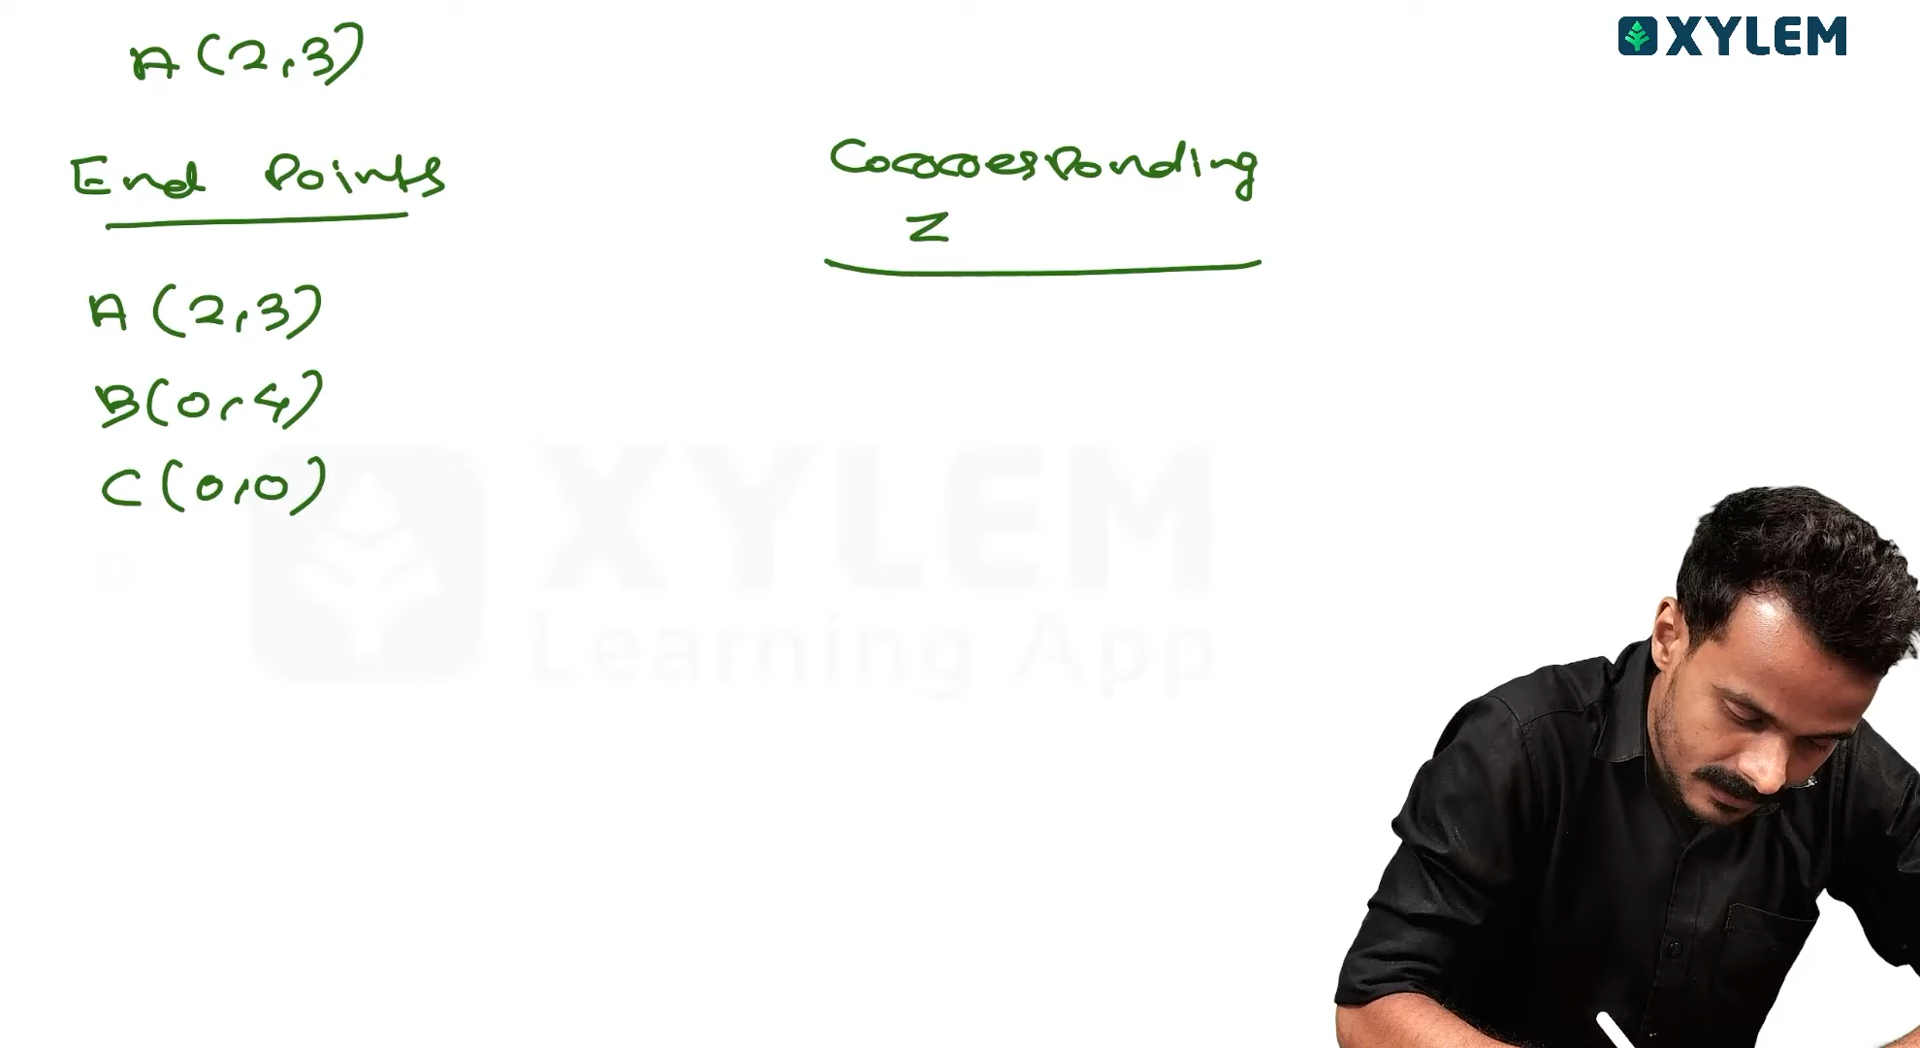 A (2,3)
XYLEM
End Points
Corresponding
Z
A (2,3)
B(0,4)
C (0,0)
XYLEM
Learning App